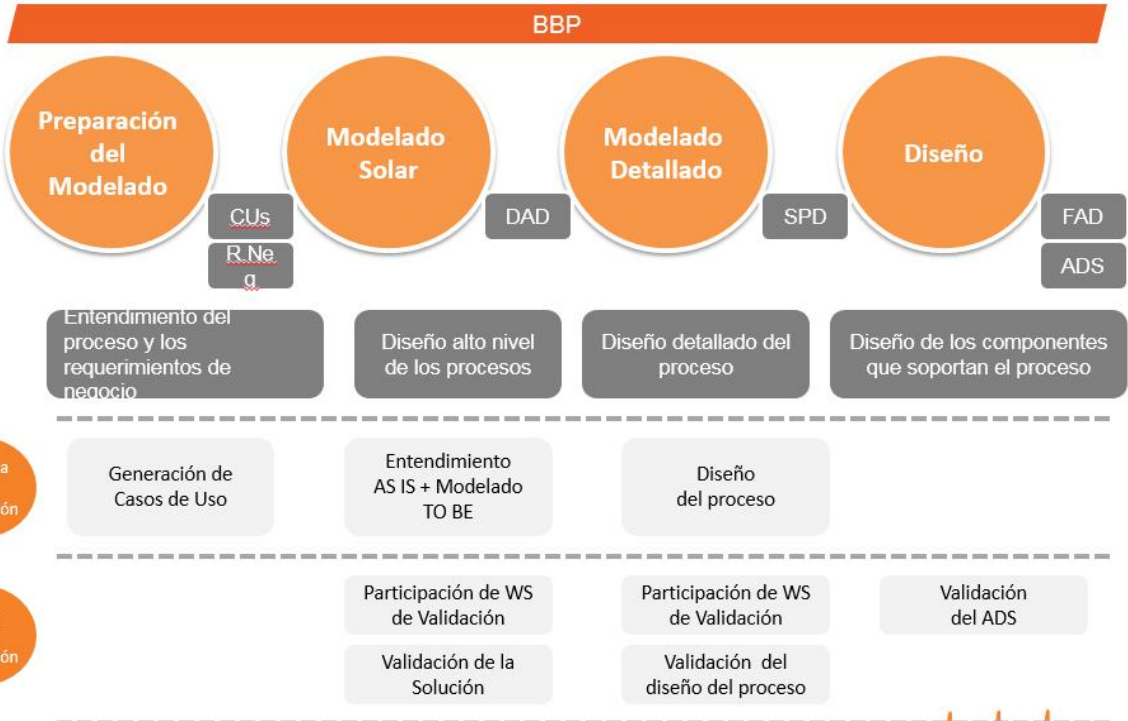 BBP
Preparación
del
Modelado
CUs
R.Ne
g
Modelado
Solar
DAD
Modelado
Detallado
SPD
Diseño
FAD
ADS
Entendimiento del
proceso y los
requerimientos de
negocio
Diseño alto nivel
de los procesos
Diseño detallado del
proceso
Diseño de los componentes
que soportan el proceso
Generación de
Casos de Uso
Entendimiento
AS IS + Modelado
TO BE
Diseño
del proceso
Participación de WS
de Validación
Participación de WS
de Validación
Validación
del ADS
Validación de la
Solución
Validación del
diseño del proceso